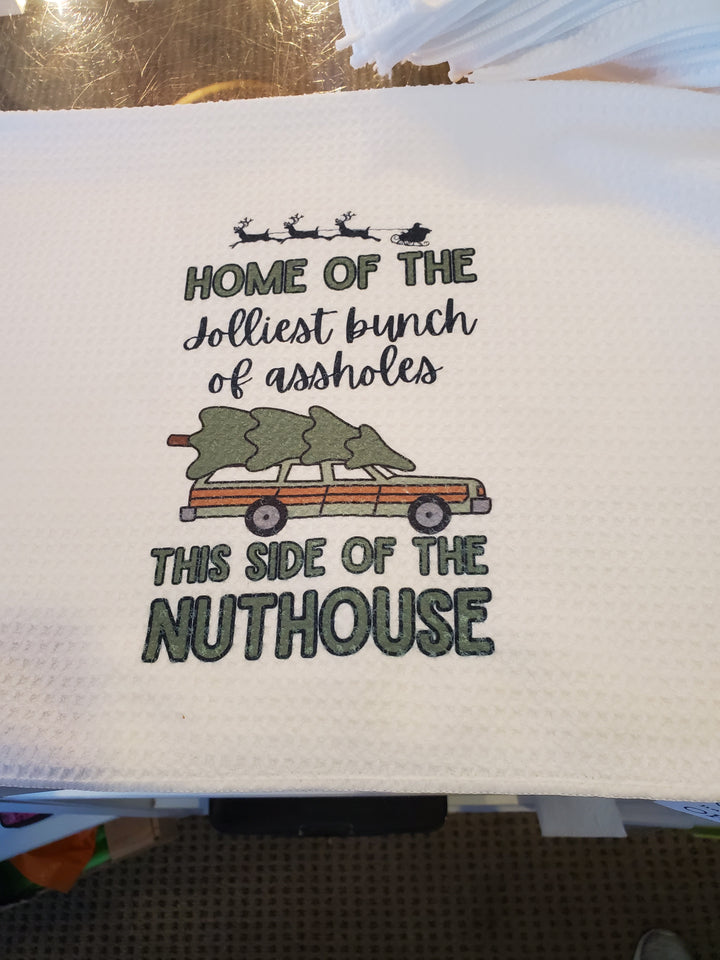 HOME OF THE
Jolliest bunch
of assholes
THIS SIDE OF THE
NUTHOUSE